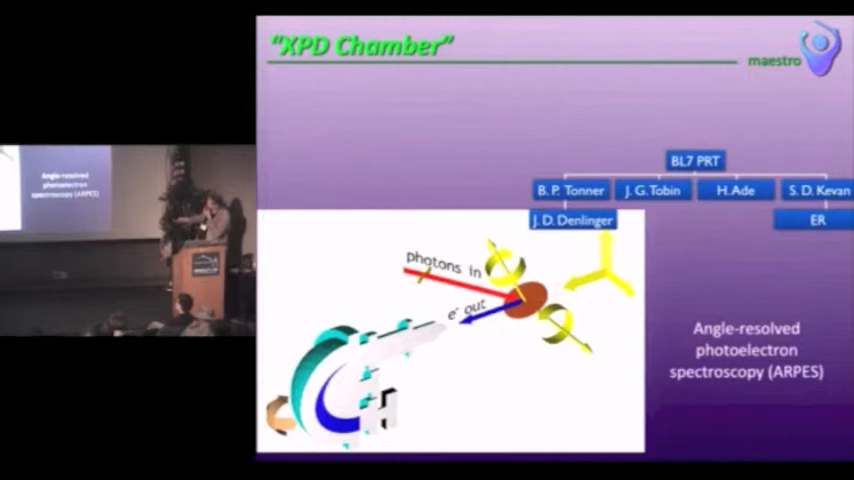 "XPD Chamber"
maestro
BL7 PRT
B. P. Tonner
J. G. Tobin
H. Ade
S. D. Kevan
J. D. Denlinger
ER
photons in
e- out
Angle-resolved
photoelectron
spectroscopy (ARPES)
Angle-resolved
photoelectron
spectroscopy (ARPES)